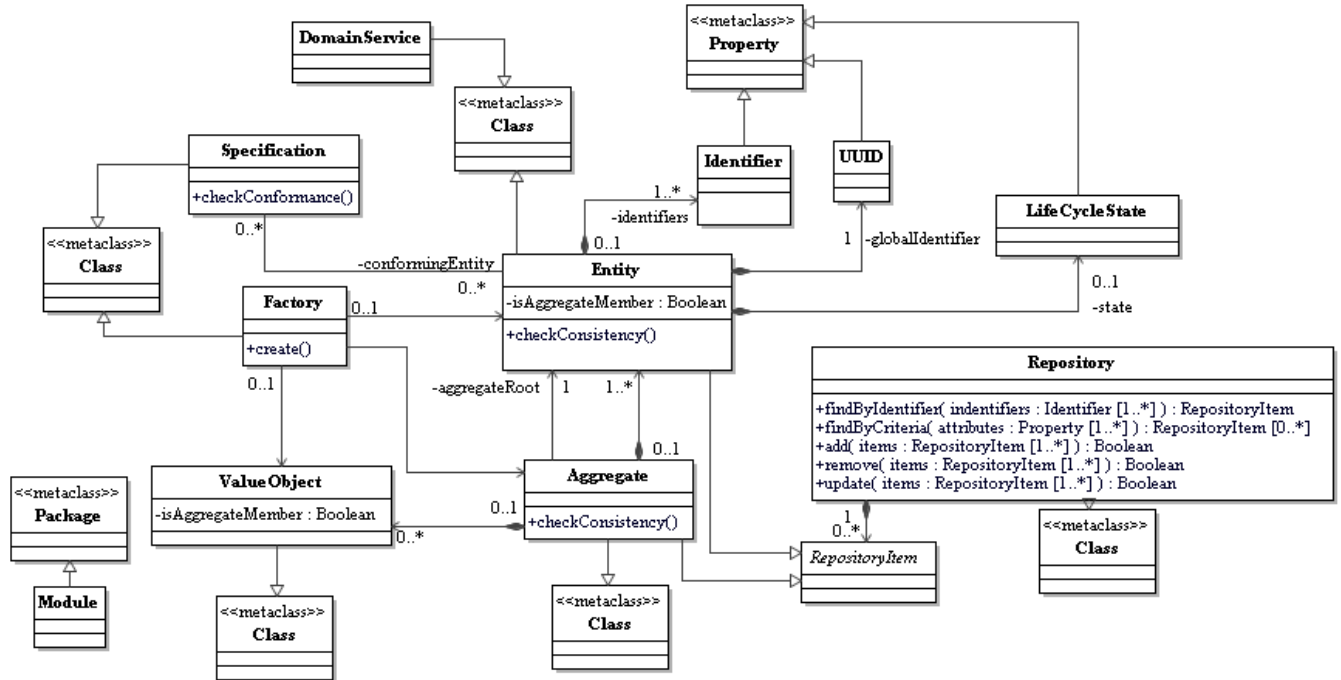 <<metaclass>>
Property
DomainService
<<metaclass>>
Class
Specification
+checkConformance()
0..*
Identifier
UUID
1..*
-identifiers
0..1
1
-globalIdentifier
LifeCycleState
0..1
-state
<<metaclass>>
Class
-conformingEntity
0..*
Entity
-isAggregateMember : Boolean
+checkConsistency()
Factory
+create()
0..1
0..1
-aggregateRoot
1
1..*
0..1
Repository
+findByIdentifier( indentifiers : Identifier [1..*] ) : RepositoryItem
+findByCriteria( attributes : Property [1..*] ) : RepositoryItem [0..*]
+add( items : RepositoryItem [1..*] ) : Boolean
+remove( items : RepositoryItem [1..*] ) : Boolean
+update( items : RepositoryItem [1..*] ) : Boolean
<<metaclass>>
Package
Module
ValueObject
-isAggregateMember : Boolean
0..1
0..*
Aggregate
+checkConsistency()
1
0..*
RepositoryItem
<<metaclass>>
Class
<<metaclass>>
Class
<<metaclass>>
Class